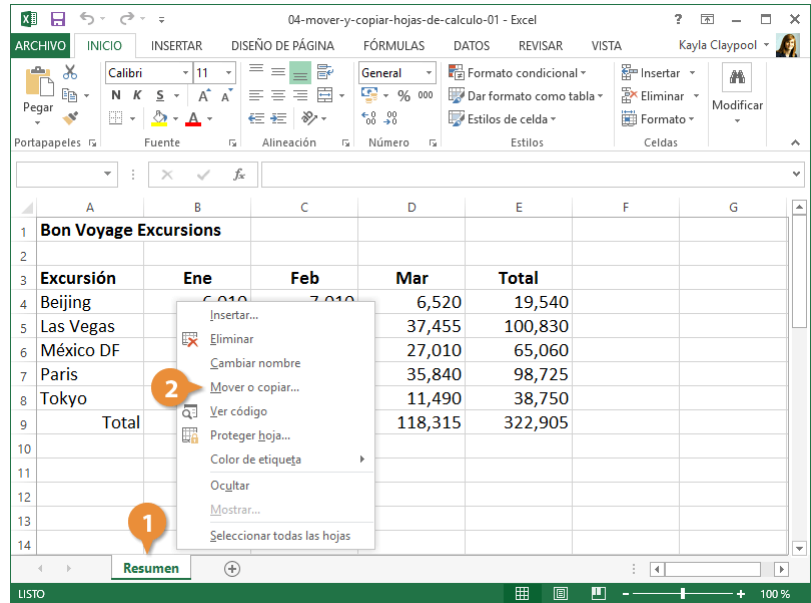 04-mover-y-copiar-hojas-de-calculo-01 - Excel
ARCHIVO INICIO INSERTAR DISEÑO DE PÁGINA FÓRMULAS DATOS REVISAR VISTA Kayla Claypool
Pegar
Calibri 11
N K S A A
A
General
% 000
Formato condicional
Dar formato como tabla
Estilos de celda
Insertar
Eliminar
Formato
Modificar
Portapapeles Fuente Alineación Número Estilos Celdas
fx
A B C D E F G
1 Bon Voyage Excursions
2
3 Excursión Ene Feb Mar Total
4 Beijing 6,010 7,010 6,520 19,540
5 Las Vegas 37,455 100,830
6 México DF 27,010 65,060
7 Paris 35,840 98,725
8 Tokyo 11,490 38,750
9 Total 118,315 322,905
10
11
12
13
14
Insertar...
Eliminar
Cambiar nombre
2 Mover o copiar...
Ver código
Proteger hoja...
Color de etiqueta
Ocultar
Mostrar...
Seleccionar todas las hojas
1
Resumen
LISTO 100 %